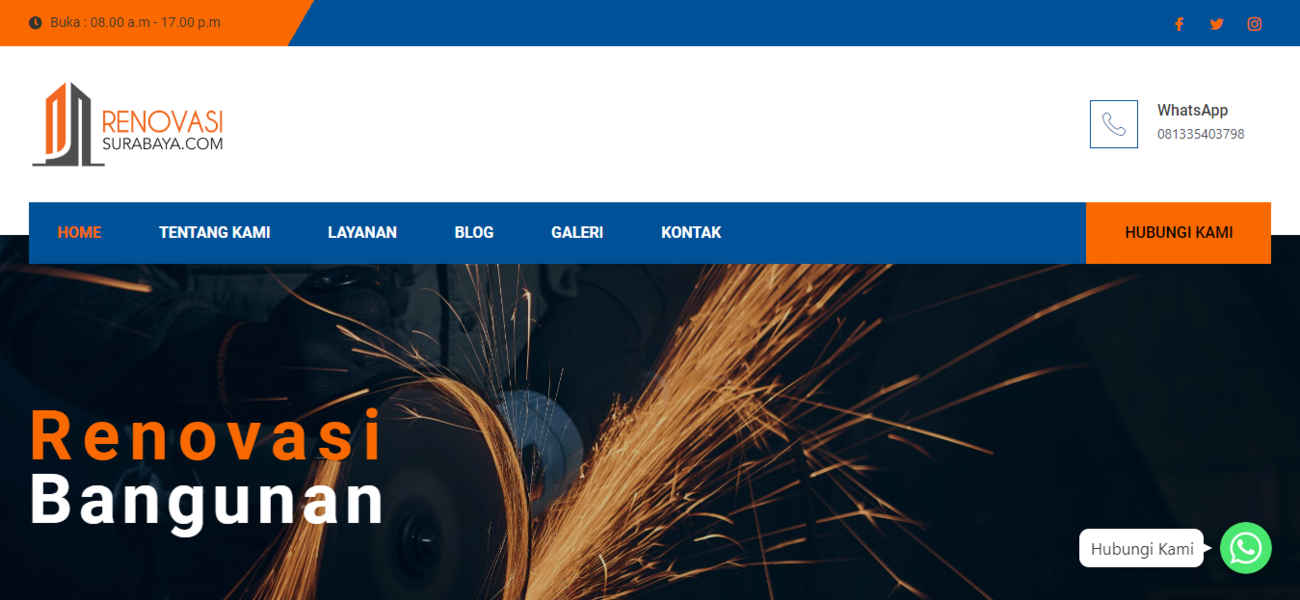 Buka : 08.00 a.m - 17.00 p.m
RENOVASI
SURABAYA.COM
WhatsApp
081335403798
HOME
TENTANG KAMI
LAYANAN
BLOG
GALERI
KONTAK
HUBUNGI KAMI
Renovasi
Bangunan
Hubungi Kami